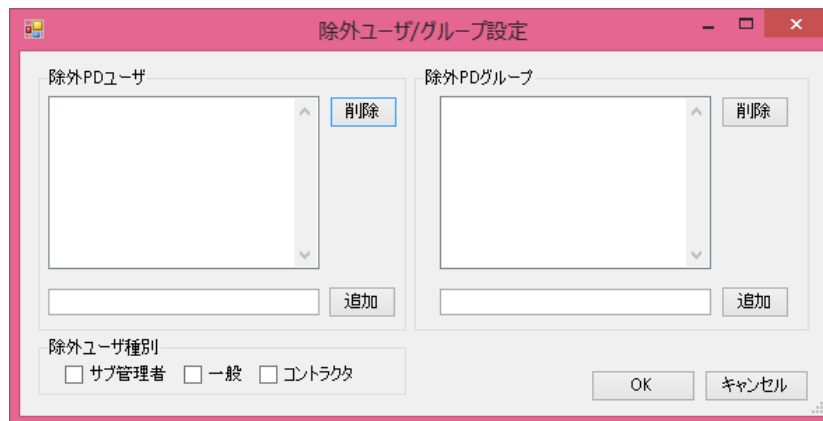 除外ユーザ/グループ設定
除外PDユーザ
削除
追加
除外PDグループ
削除
追加
除外ユーザ種別
サブ管理者 一般 コントラクタ
OK キャンセル